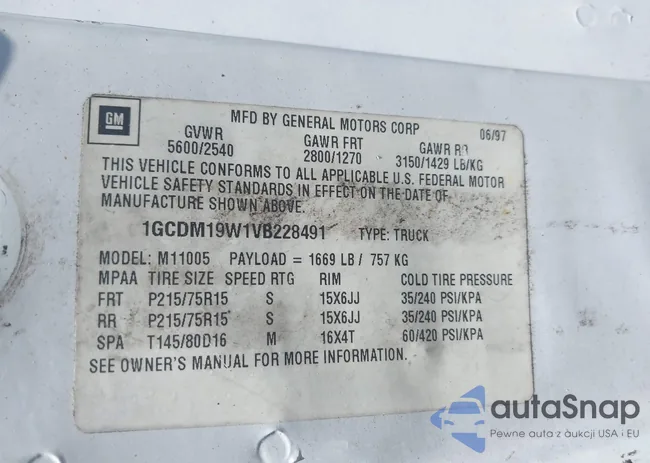 GM
MFD BY GENERAL MOTORS CORP 06/97
GVWR GAWR FRT GAWR RR
5600/2540 2800/1270 3150/1429 LB/KG
THIS VEHICLE CONFORMS TO ALL APPLICABLE U.S. FEDERAL MOTOR
VEHICLE SAFETY STANDARDS IN EFFECT ON THE DATE OF
MANUFACTURE SHOWN ABOVE.
1GCDM19W1VB228491 TYPE: TRUCK
MODEL: M11005 PAYLOAD = 1669 LB / 757 KG
MPAA TIRE SIZE SPEED RTG RIM COLD TIRE PRESSURE
FRT P215/75R15 S 15X6JJ 35/240 PSI/KPA
RR P215/75R15 S 15X6JJ 35/240 PSI/KPA
SPA T145/80D16 M 16X4T 60/420 PSI/KPA
SEE OWNER'S MANUAL FOR MORE INFORMATION.
autaSnap
Pewne auta z aukcji USA i EU